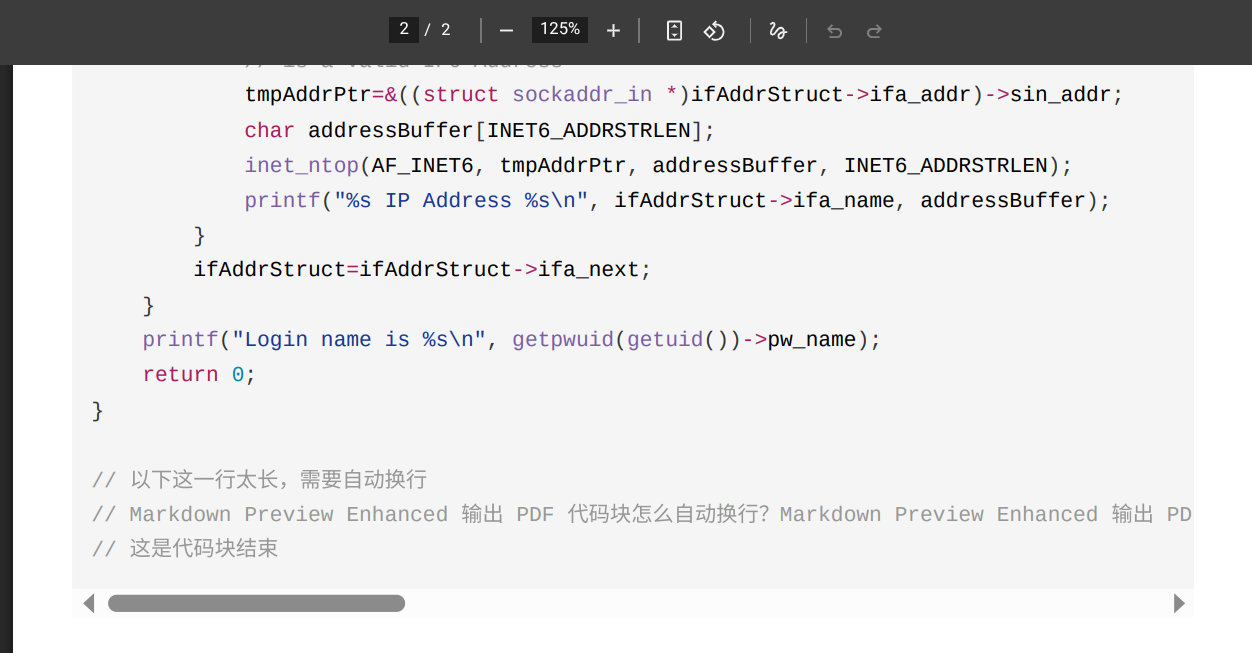 2 / 2 125%
// is a valid IP6 Address
tmpAddrPtr=&((struct sockaddr_in *)ifAddrStruct->ifa_addr)->sin_addr;
char addressBuffer[INET6_ADDRSTRLEN];
inet_ntop(AF_INET6, tmpAddrPtr, addressBuffer, INET6_ADDRSTRLEN);
printf("%s IP Address %s\n", ifAddrStruct->ifa_name, addressBuffer);
}
ifAddrStruct=ifAddrStruct->ifa_next;
}
printf("Login name is %s\n", getpwuid(getuid())->pw_name);
return 0;
}
// 以下这一行太长，需要自动换行
// Markdown Preview Enhanced 输出 PDF 代码块怎么自动换行？Markdown Preview Enhanced 输出 PD
// 这是代码块结束